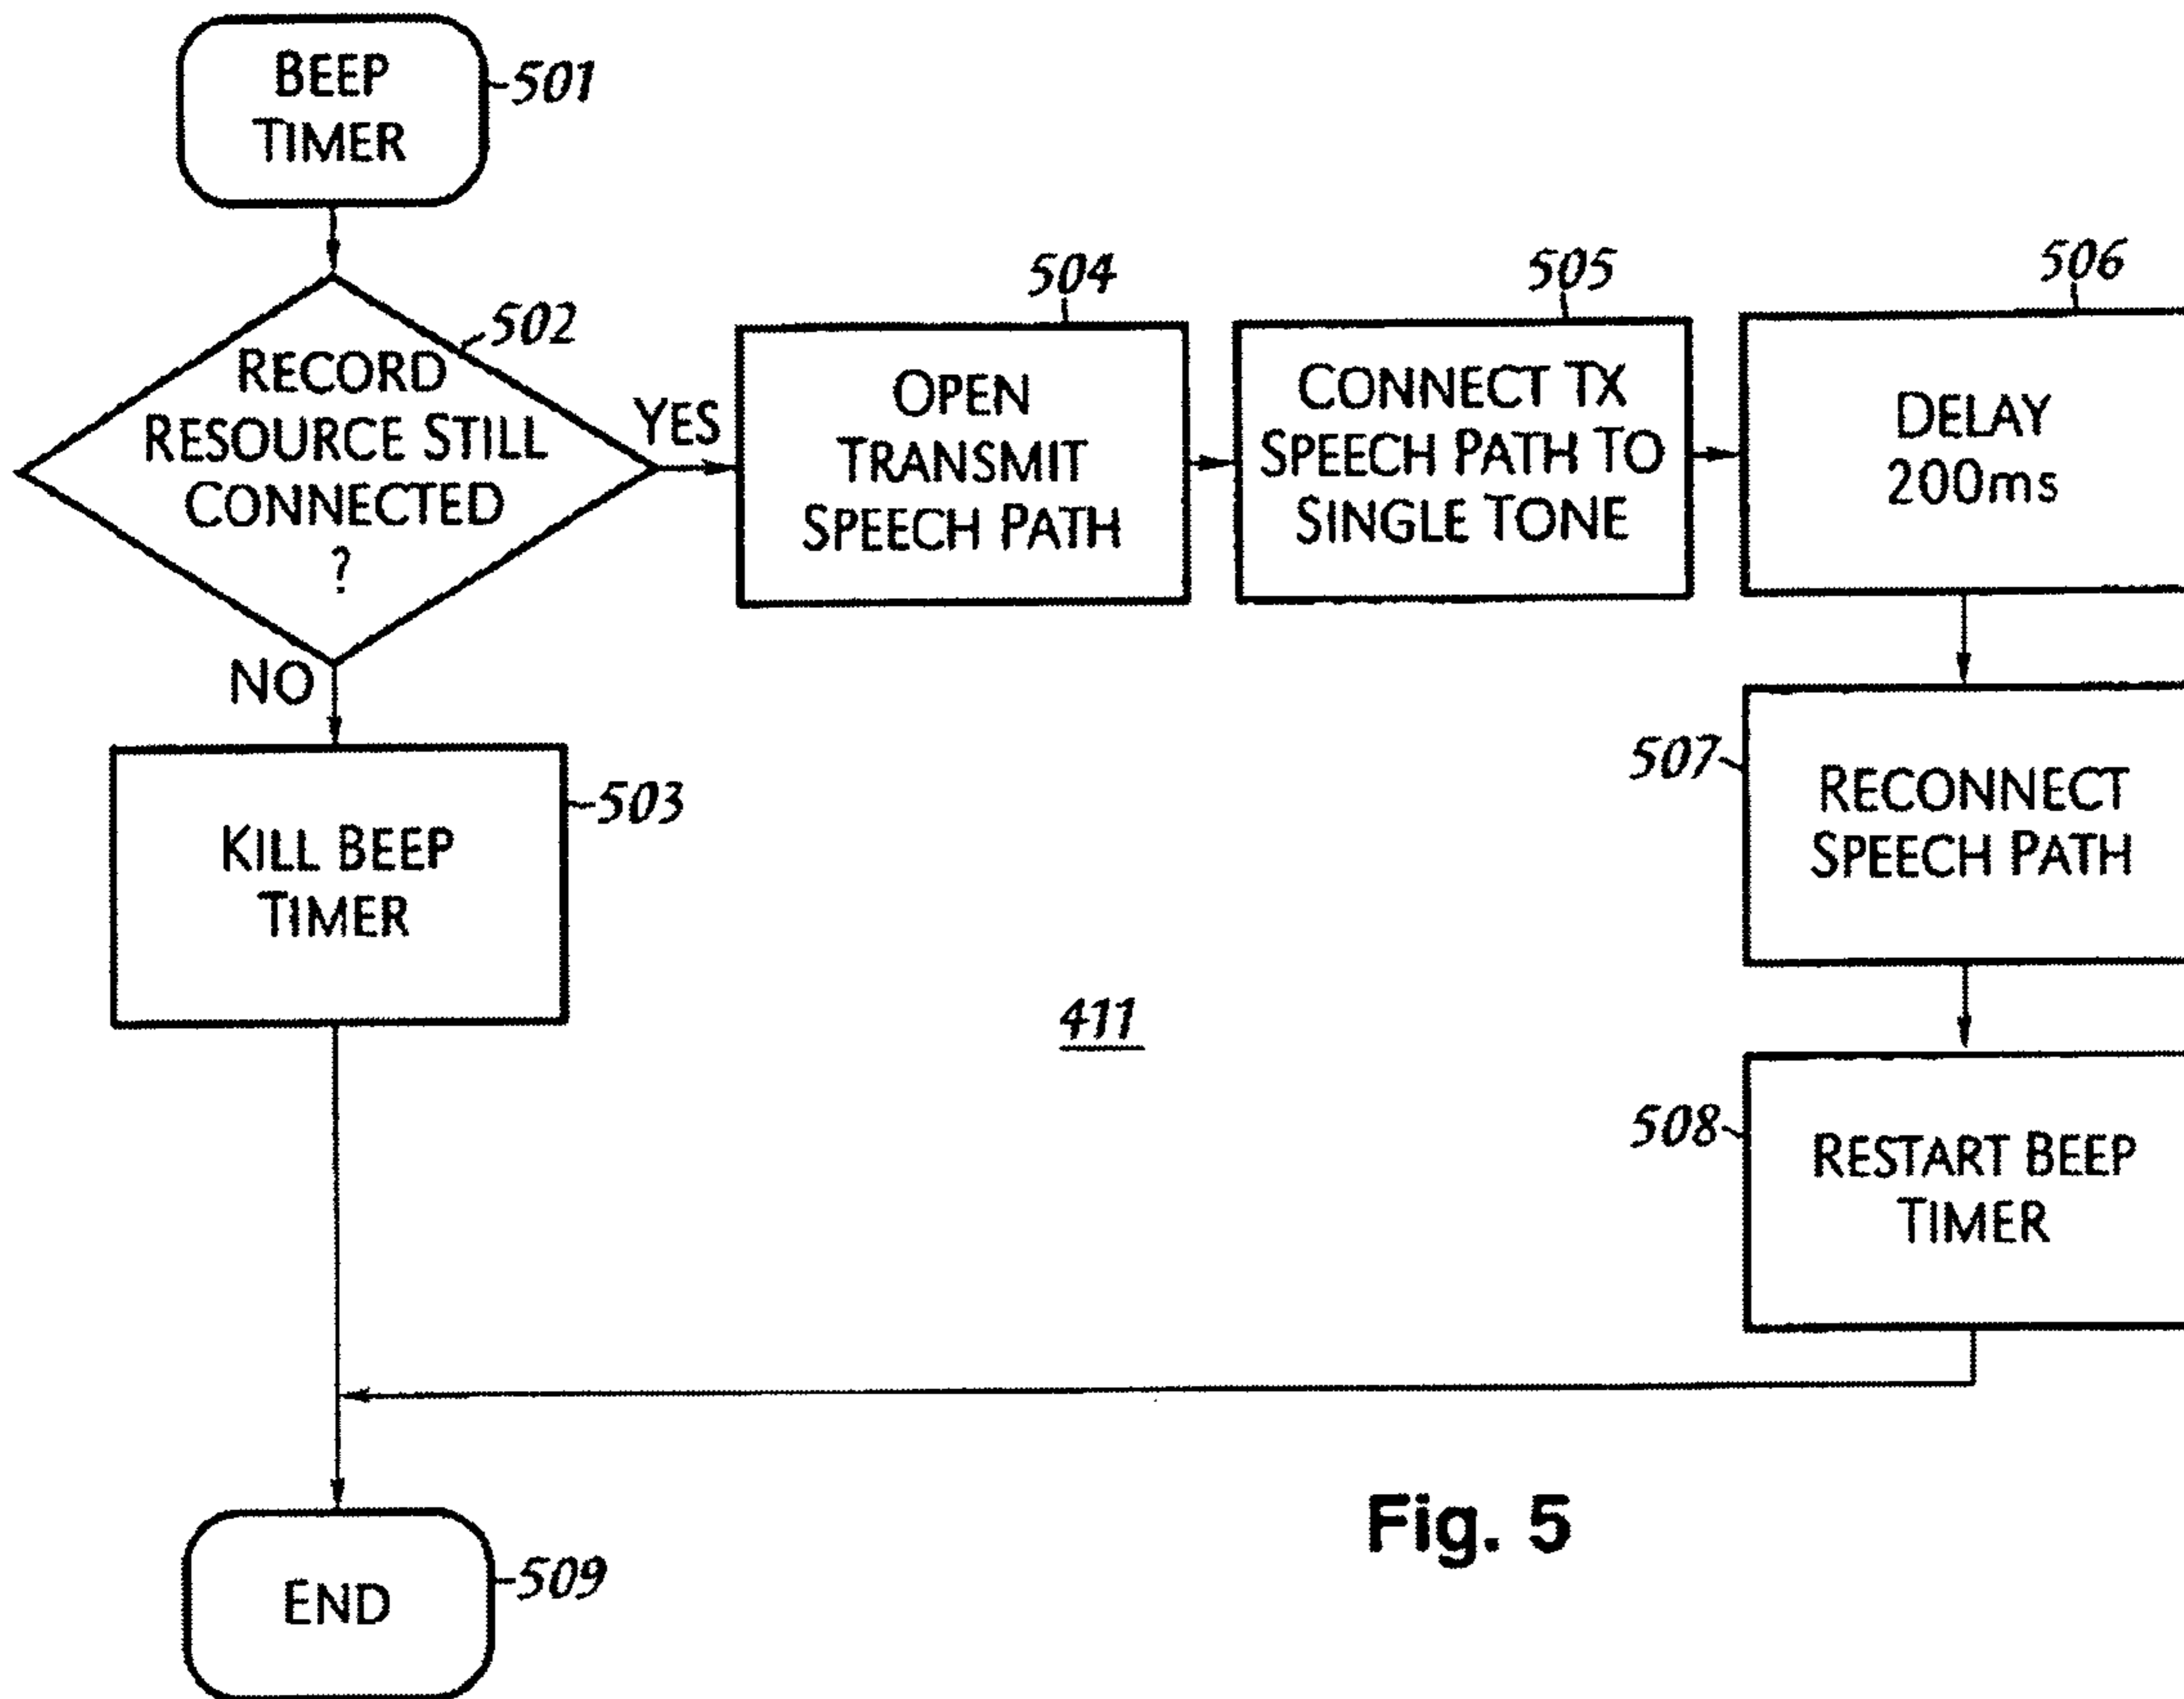 BEEP
TIMER
501
RECORD
RESOURCE STILL
CONNECTED
?
502
YES
NO
504
OPEN
TRANSMIT
SPEECH PATH
505
CONNECT TX
SPEECH PATH TO
SINGLE TONE
506
DELAY
200ms
507
RECONNECT
SPEECH PATH
503
KILL BEEP
TIMER
411
508
RESTART BEEP
TIMER
END
509
Fig. 5